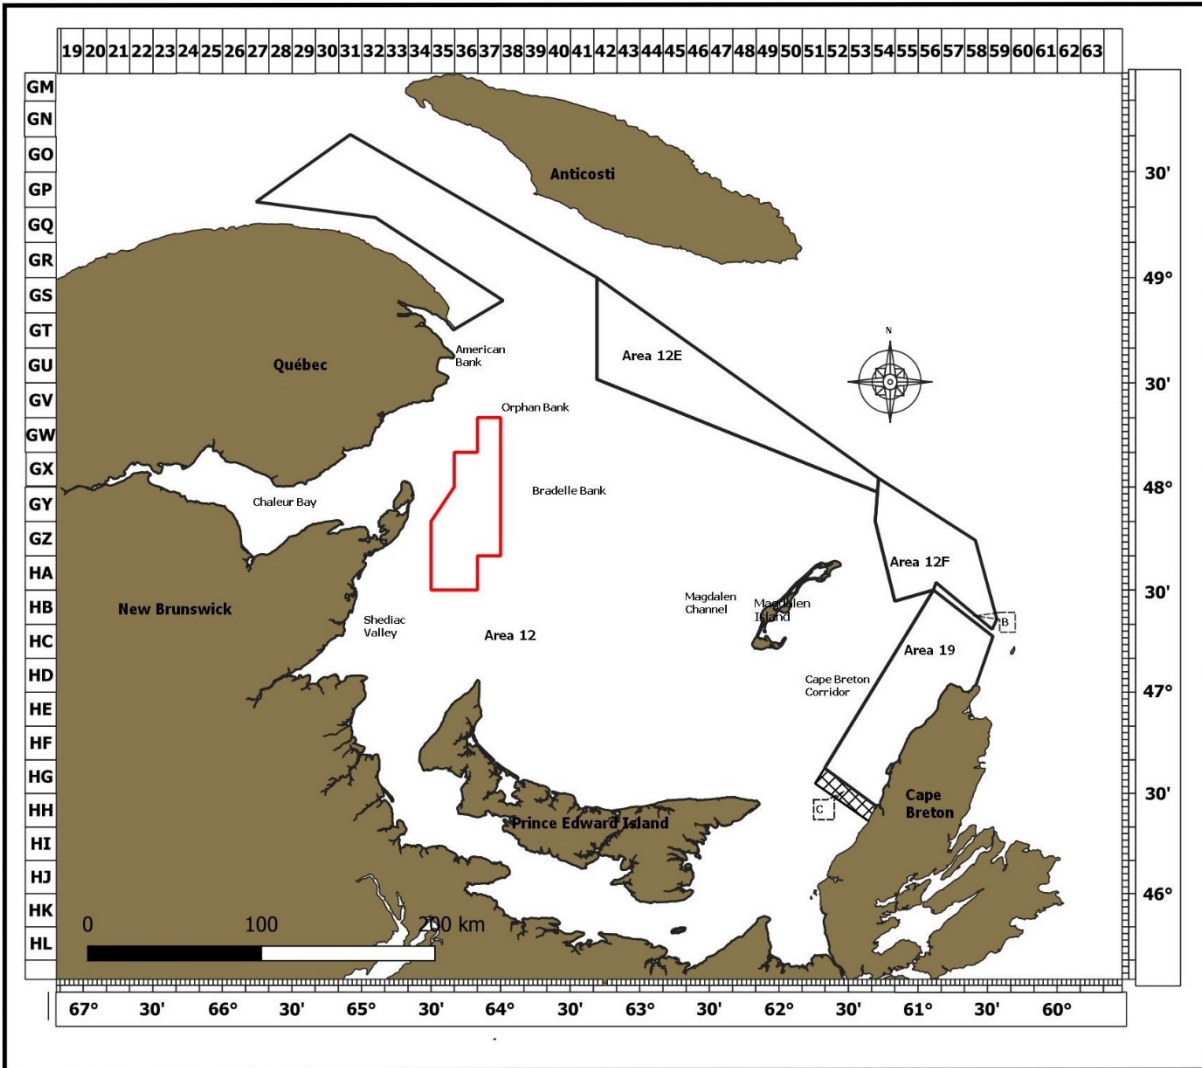 19 20 21 22 23 24 25 26 27 28 29 30 31 32 33 34 35 36 37 38 39 40 41 42 43 44 45 46 47 48 49 50 51 52 53 54 55 56 57 58 59 60 61 62 63
GM
GN
GO
GP
GQ
GR
GS
GT
GU
GV
GW
GX
GY
GZ
HA
HB
HC
HD
HE
HF
HG
HH
HI
HJ
HK
HL
Anticosti
Québec
American
Bank
Area 12E
N
Orphan Bank
Bradelle Bank
Chaleur Bay
Area 12F
New Brunswick
Shediac
Valley
Area 12
Magdalen
Channel
Magdalen
Island
B
Area 19
Cape Breton
Corridor
C
Cape
Breton
Prince Edward Island
0 100 200 km
30'
49°
30'
48°
30'
47°
30'
46°
67° 30' 66° 30' 65° 30' 64° 30' 63° 30' 62° 30' 61° 30' 60°